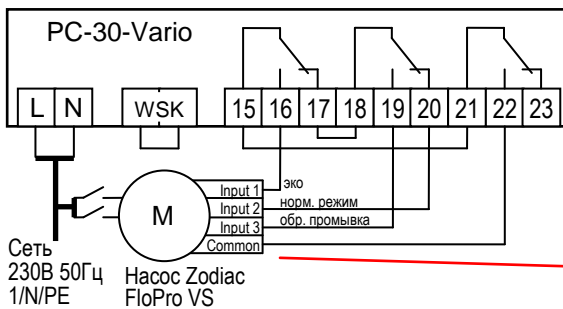 PC-30-Vario
L N WSK 15 16 17 18 19 20 21 22 23
Input 1 эко
Input 2 норм. режим
Input 3 обр. промывка
Common
M
Сеть
230В 50Гц
1/N/PE
Насос Zodiac
FloPro VS